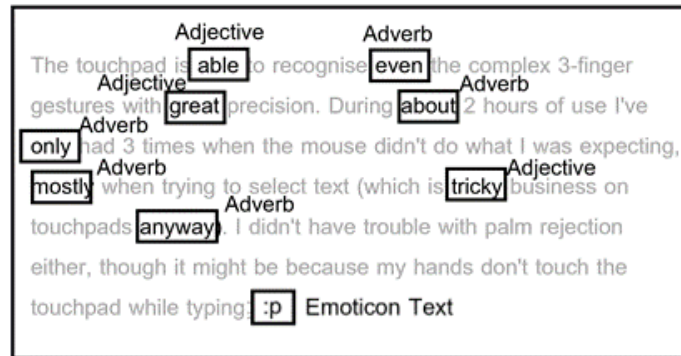 Adjective Adverb
The touchpad is able to recognise even the complex 3-finger
Adjective Adverb
gestures with great precision. During about 2 hours of use I've
Adverb
only had 3 times when the mouse didn't do what I was expecting,
Adverb Adjective
mostly when trying to select text (which is tricky business on
Adverb
touchpads anyway). I didn't have trouble with palm rejection
either, though it might be because my hands don't touch the
touchpad while typing; :p Emoticon Text